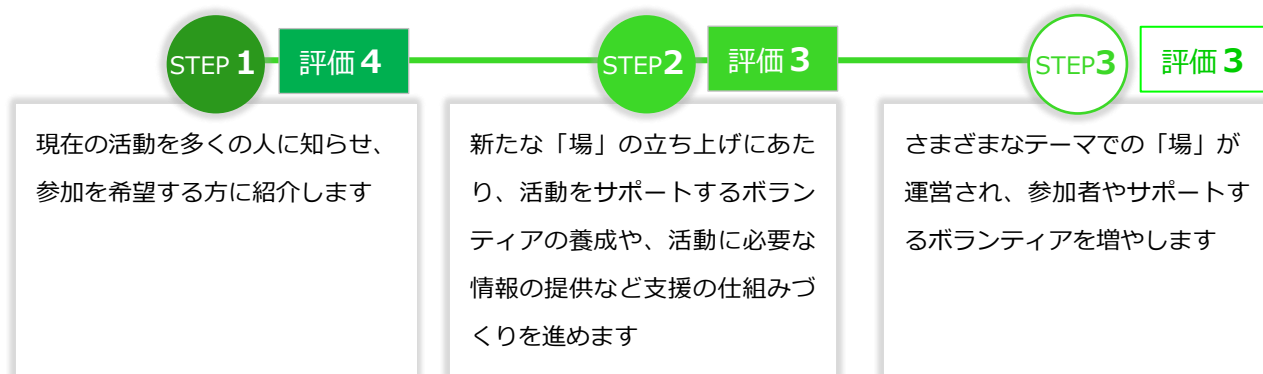 STEP 1
評価4
現在の活動を多くの人に知らせ、
参加を希望する方に紹介します
STEP2
評価3
新たな「場」の立ち上げにあた
り、活動をサポートするボラン
ティアの養成や、活動に必要な
情報の提供など支援の仕組みづ
くりを進めます
STEP3
評価3
さまざまなテーマでの「場」が
運営され、参加者やサポートす
るボランティアを増やします